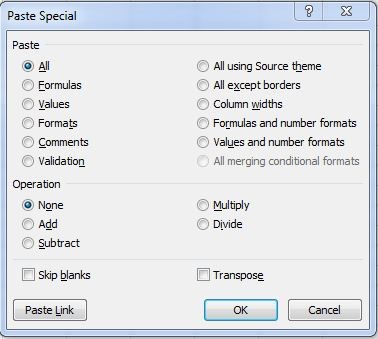 Paste Special
Paste
All
All using Source theme
Formulas
All except borders
Values
Column widths
Formats
Formulas and number formats
Comments
Values and number formats
Validation
All merging conditional formats
Operation
None
Multiply
Add
Divide
Subtract
Skip blanks
Transpose
Paste Link
OK
Cancel